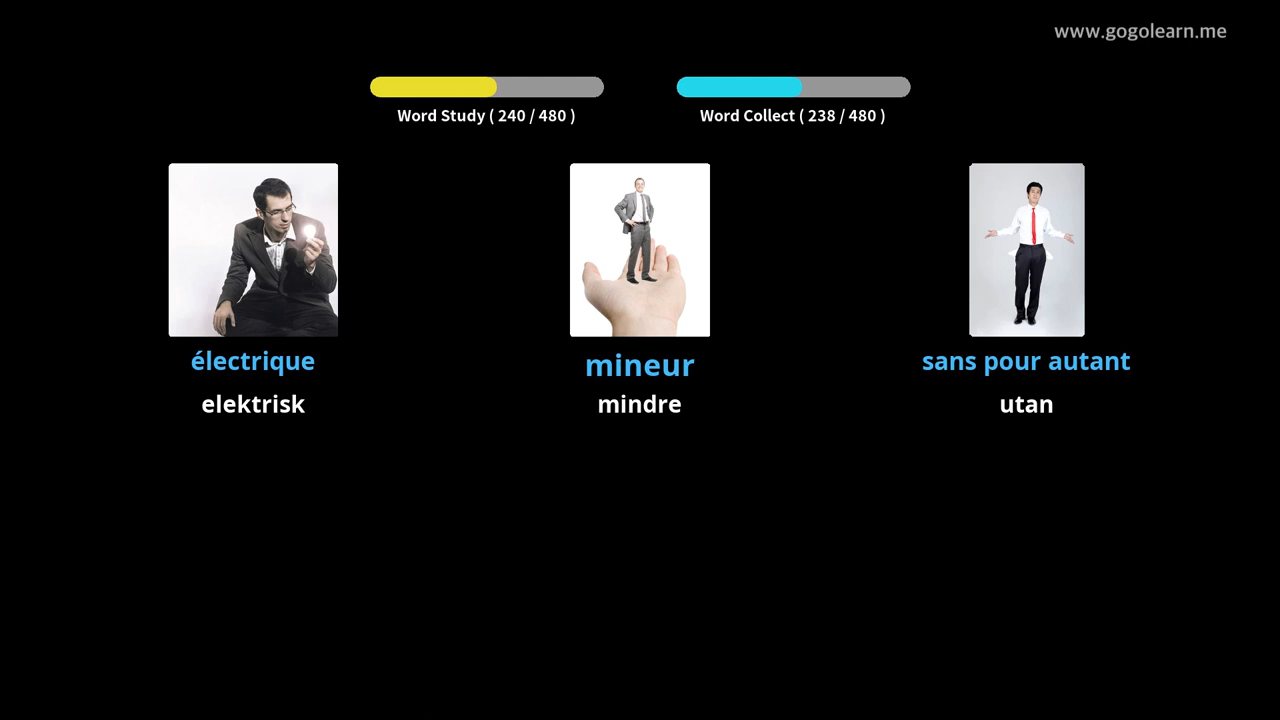 www.gogolearn.me
Word Study ( 240 / 480 )
Word Collect ( 238 / 480 )
électrique
mineur
sans pour autant
elektrisk
mindre
utan